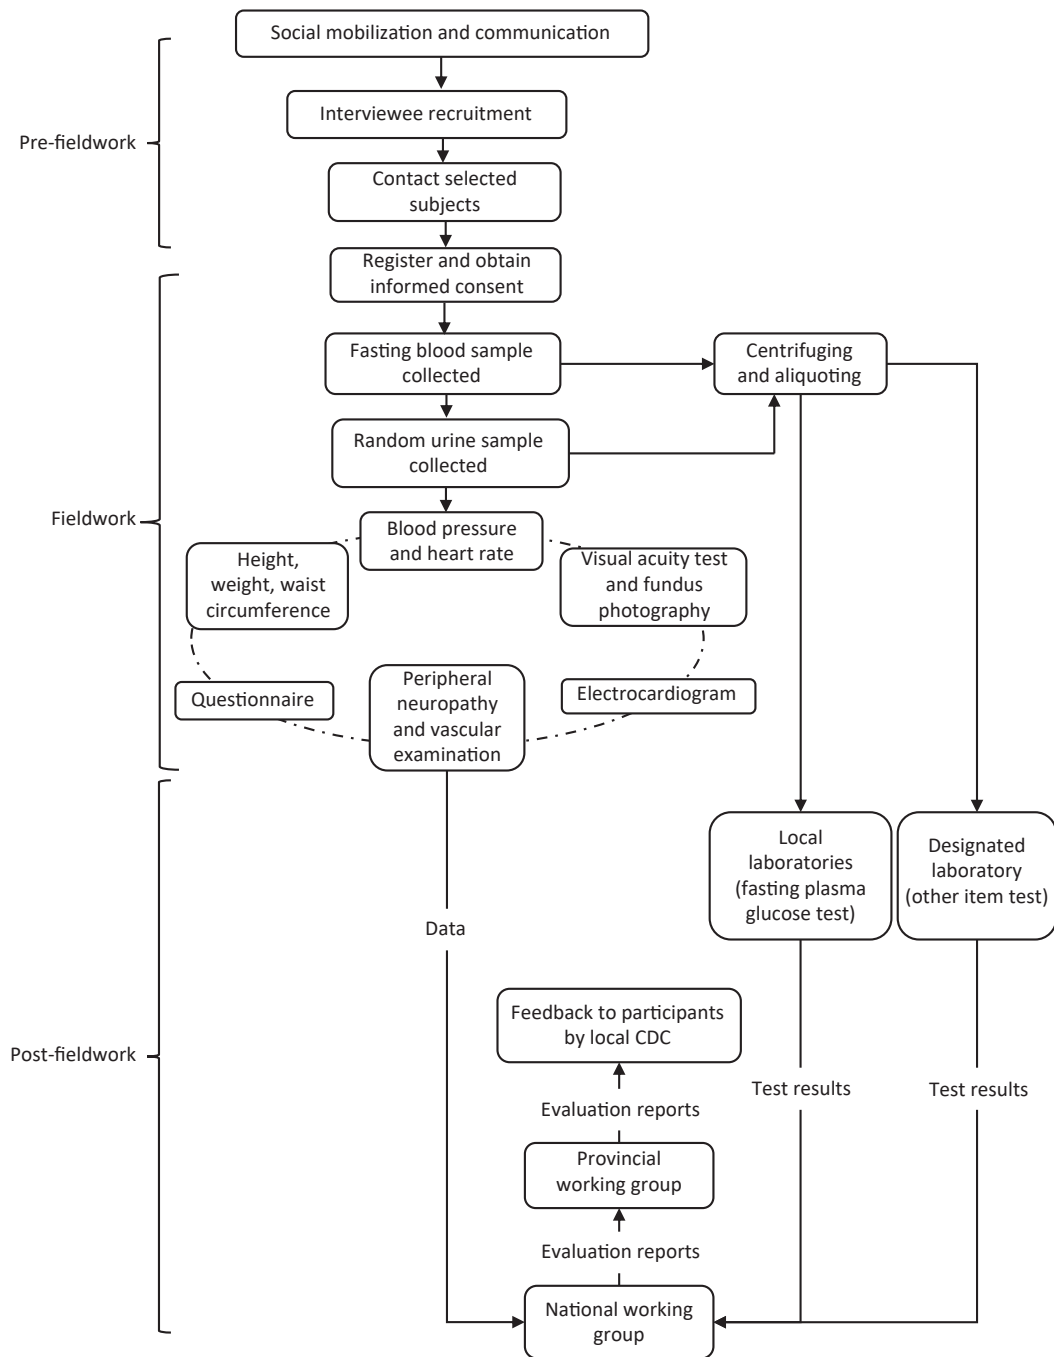 Social mobilization and communication
Interviewee recruitment
Pre-fieldwork
Contact selected
subjects
Register and obtain
informed consent
Fasting blood sample
collected
Centrifuging
and aliquoting
Random urine sample
collected
Fieldwork
Blood pressure
and heart rate
Height,
weight, waist
circumference
Visual acuity test
and fundus
photography
Questionnaire
Peripheral
neuropathy
and vascular
examination
Electrocardiogram
Local
laboratories
(fasting plasma
glucose test)
Designated
laboratory
(other item test)
Data
Feedback to participants
by local CDC
Post-fieldwork
Evaluation reports
Test results
Test results
Provincial
working group
Evaluation reports
National working
group